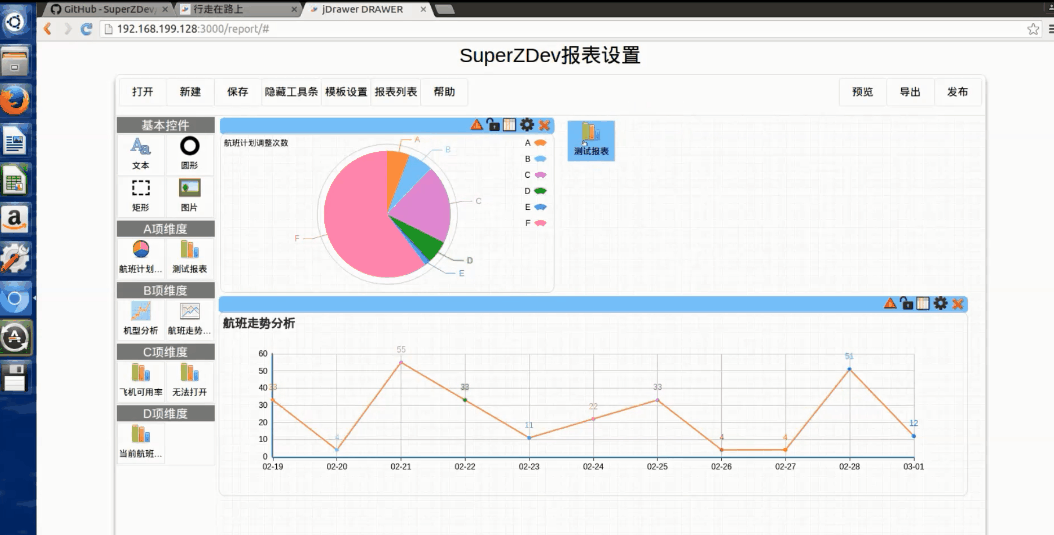 GitHub - SuperZDev
行走在路上
jDrawer DRAWER
192.168.199.128:3000/report/#
SuperZDev报表设置
打开 新建 保存 隐藏工具条 模板设置 报表列表 帮助 预览 导出 发布
基本控件
文本 圆形
矩形 图片
A项维度
航班计划... 测试报表
B项维度
机型分析 航班走势...
C项维度
飞机可用率 无法打开
D项维度
当前航班...
航班计划调整次数
A
B
C
D
E
F
A
B
C
D
E
F
测试报表
航班走势分析
60
50
40
30
20
10
0
33 4 55 33 11 22 33 4 4 51 12
02-19 02-20 02-21 02-22 02-23 02-24 02-25 02-26 02-27 02-28 03-01